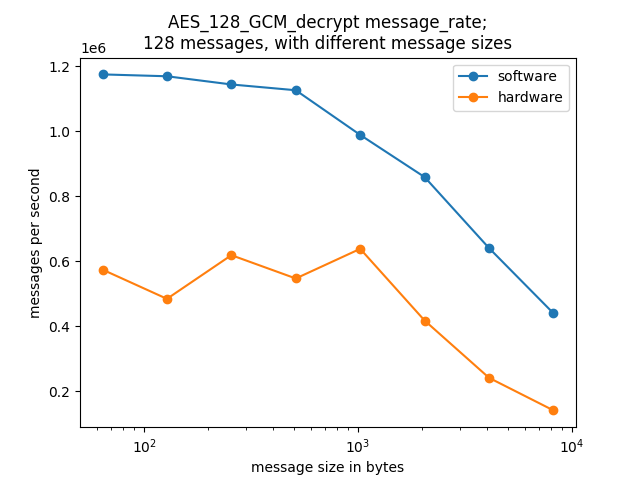 AES_128_GCM_decrypt message_rate;
128 messages, with different message sizes
1e6
1.2
1.0
0.8
0.6
0.4
0.2
messages per second
software
hardware
10²
10³
10⁴
message size in bytes